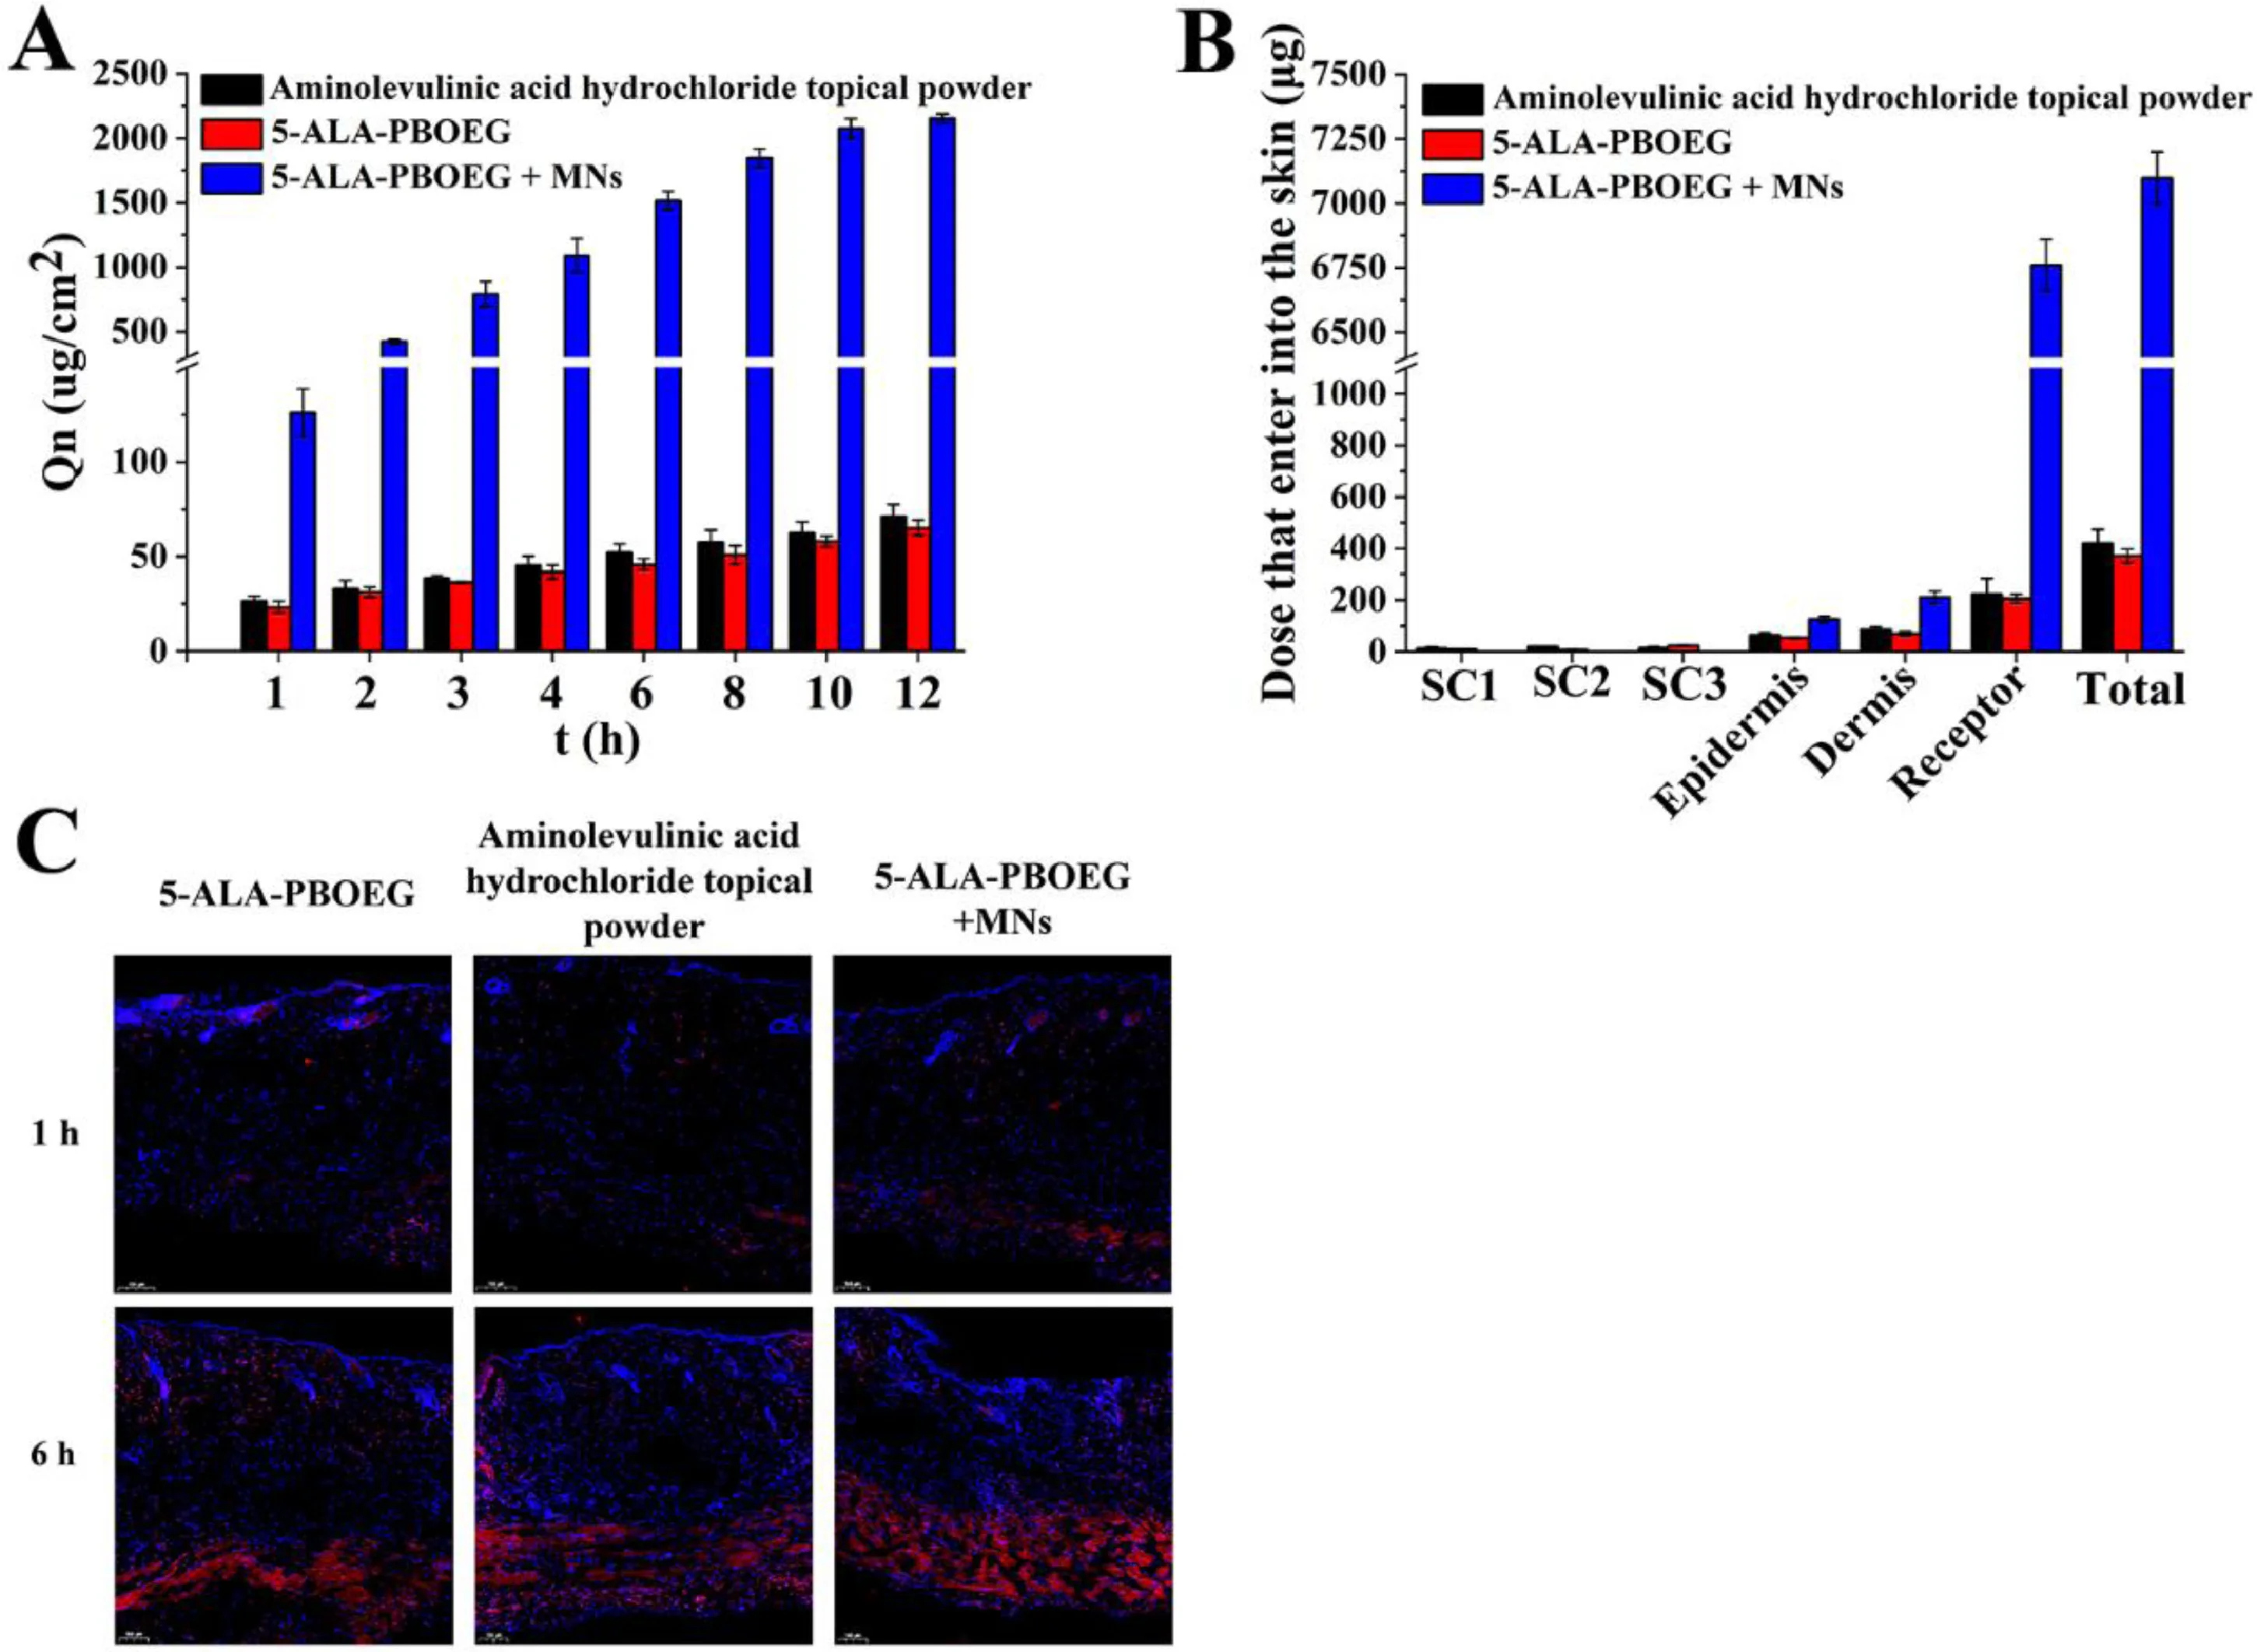 A
2500
2000
1500
1000
500
100
50
0
Qn (ug/cm2)
Aminolevulinic acid hydrochloride topical powder
5-ALA-PBOEG
5-ALA-PBOEG + MNs
1 2 3 4 6 8 10 12
t (h)
B
7500
7250
7000
6750
6500
1000
800
600
400
200
0
Dose that enter into the skin (μg)
Aminolevulinic acid hydrochloride topical powder
5-ALA-PBOEG
5-ALA-PBOEG + MNs
SC1 SC2 SC3 Epidermis Dermis Receptor Total
C
5-ALA-PBOEG
Aminolevulinic acid
hydrochloride topical
powder
5-ALA-PBOEG
+MNs
1 h
6 h